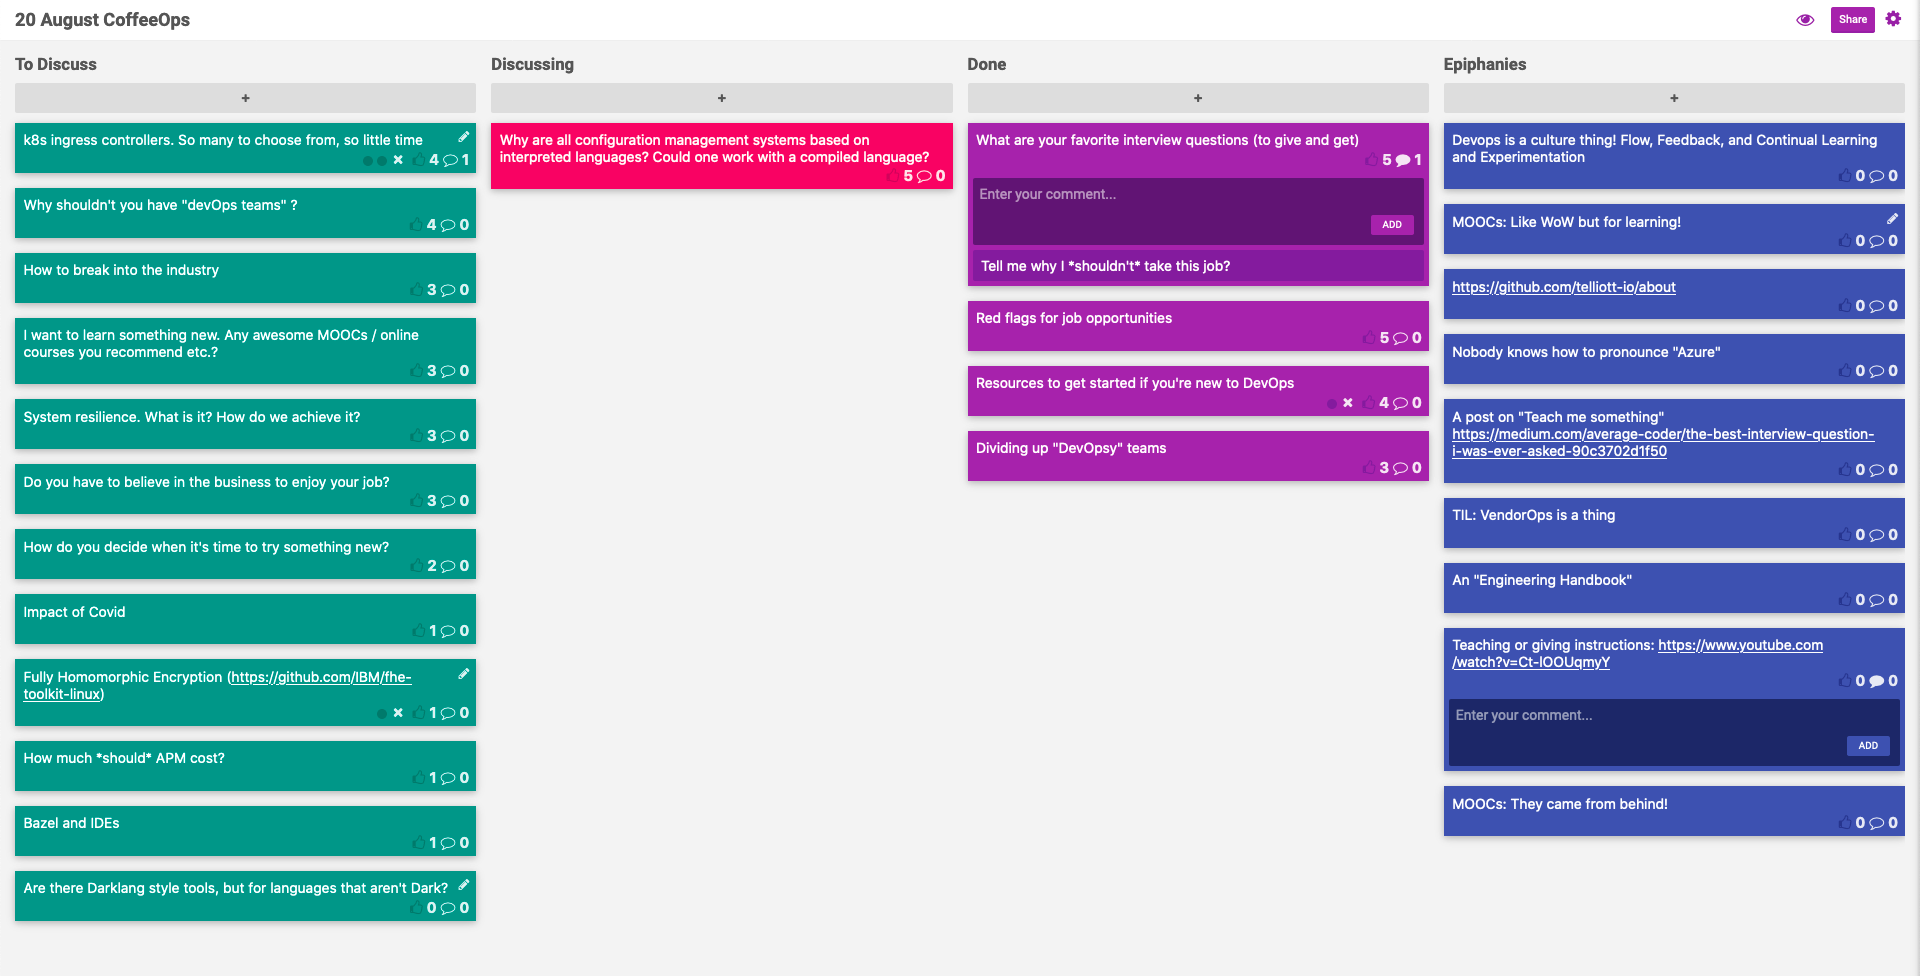 20 August CoffeeOps
Share
To Discuss
+
k8s ingress controllers. So many to choose from, so little time
4 1
Why shouldn't you have "devOps teams" ?
4 0
How to break into the industry
3 0
I want to learn something new. Any awesome MOOCs / online
courses you recommend etc.?
3 0
System resilience. What is it? How do we achieve it?
3 0
Do you have to believe in the business to enjoy your job?
3 0
How do you decide when it's time to try something new?
2 0
Impact of Covid
1 0
Fully Homomorphic Encryption (https://github.com/IBM/fhe-
toolkit-linux)
1 0
How much *should* APM cost?
1 0
Bazel and IDEs
1 0
Are there Darklang style tools, but for languages that aren't Dark?
0 0
Discussing
+
Why are all configuration management systems based on
interpreted languages? Could one work with a compiled language?
5 0
Done
+
What are your favorite interview questions (to give and get)
5 1
Enter your comment...
ADD
Tell me why I *shouldn't* take this job?
Red flags for job opportunities
5 0
Resources to get started if you're new to DevOps
4 0
Dividing up "DevOpsy" teams
3 0
Epiphanies
+
Devops is a culture thing! Flow, Feedback, and Continual Learning
and Experimentation
0 0
MOOCs: Like WoW but for learning!
0 0
https://github.com/telliott-io/about
0 0
Nobody knows how to pronounce "Azure"
0 0
A post on "Teach me something"
https://medium.com/average-coder/the-best-interview-question-
i-was-ever-asked-90c3702d1f50
0 0
TIL: VendorOps is a thing
0 0
An "Engineering Handbook"
0 0
Teaching or giving instructions: https://www.youtube.com
/watch?v=Ct-lOOUqmyY
0 0
Enter your comment...
ADD
MOOCs: They came from behind!
0 0